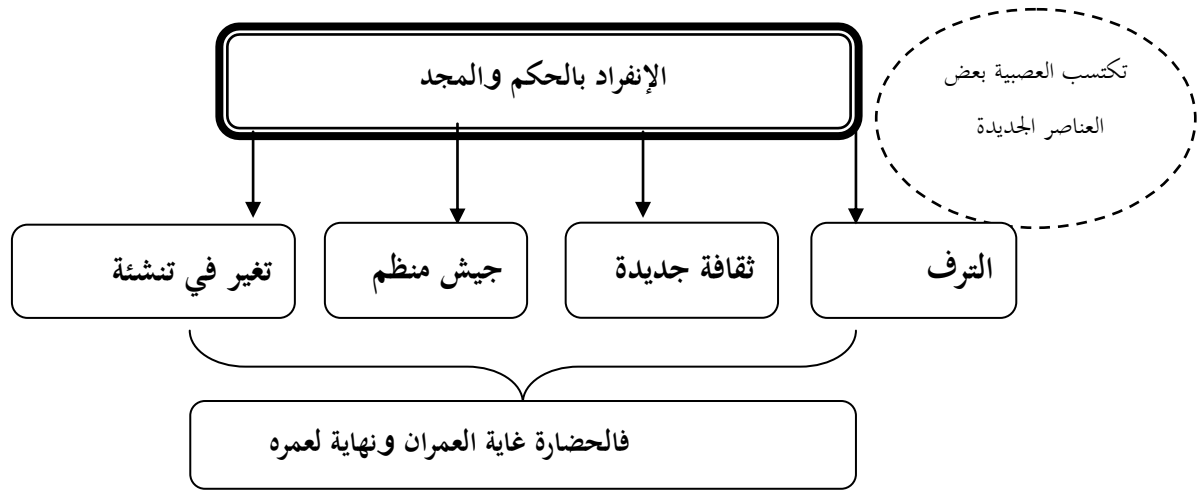 الإنفراد بالحكم والمجد
تكتسب العصبية بعض
العناصر الجديدة
الترف
ثقافة جديدة
جيش منظم
تغير في تنشئة
فالحضارة غاية العمران ونهاية لعمره